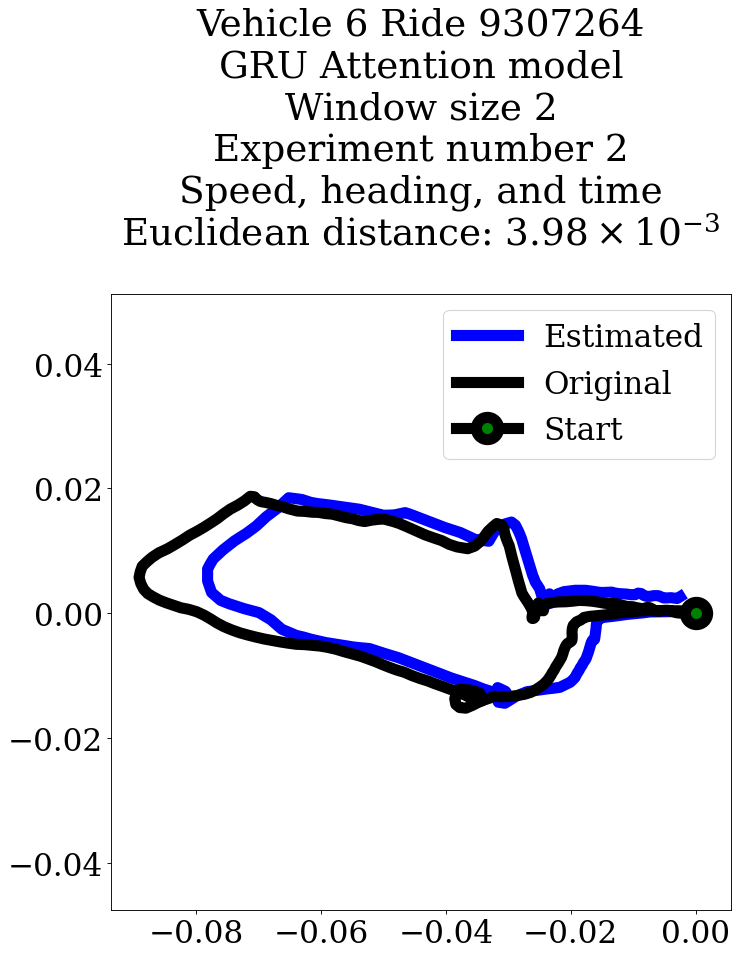 Vehicle 6 Ride 9307264
GRU Attention model
Window size 2
Experiment number 2
Speed, heading, and time
Euclidean distance: 3.98 × 10⁻³
Estimated
Original
Start
0.04
0.02
0.00
−0.02
−0.04
−0.08
−0.06
−0.04
−0.02
0.00